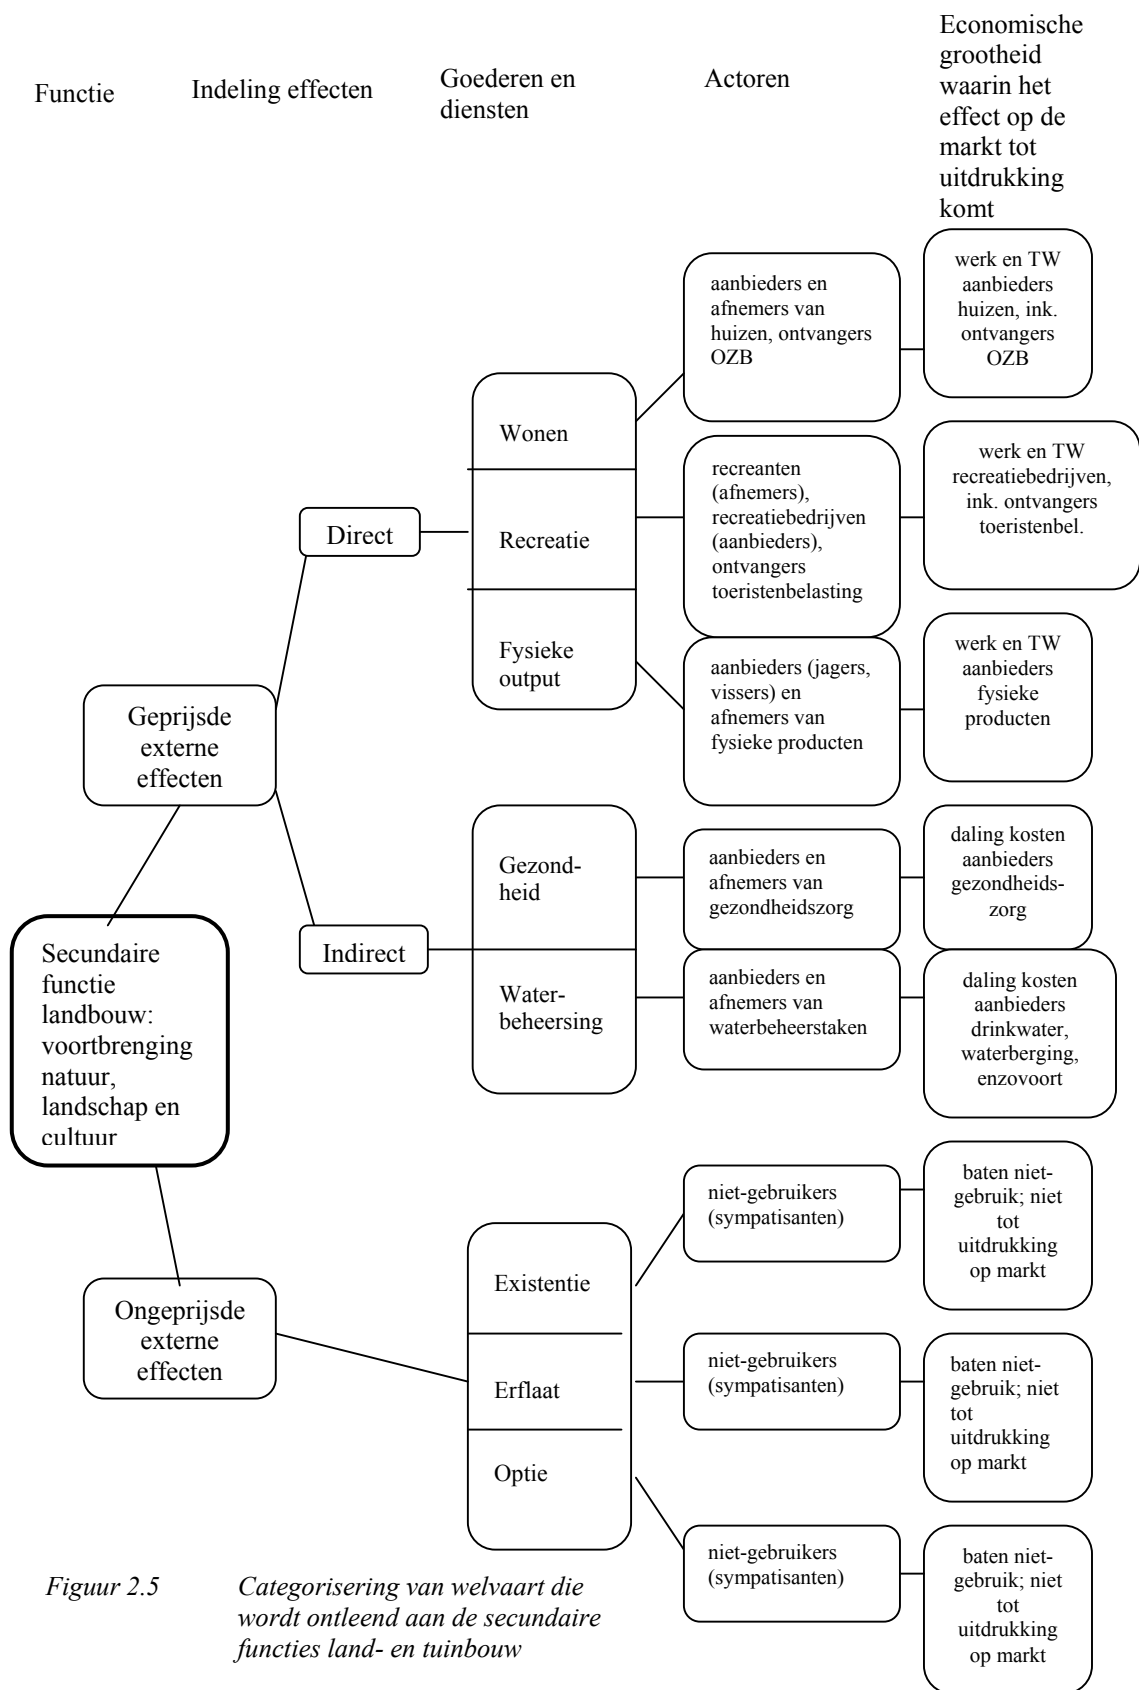 Functie
Indeling effecten
Goederen en
diensten
Actoren
Economische
grootheid
waarin het
effect op de
markt tot
uitdrukking
komt
aanbieders en
afnemers van
huizen, ontvangers
OZB
werk en TW
aanbieders
huizen, ink.
ontvangers
OZB
Wonen
Recreatie
Fysieke
output
Direct
recreanten
(afnemers),
recreatiebedrijven
(aanbieders),
ontvangers
toeristenbelasting
werk en TW
recreatiebedrijven,
ink. ontvangers
toeristenbel.
aanbieders (jagers,
vissers) en
afnemers van
fysieke producten
werk en TW
aanbieders
fysieke
producten
Geprijsde
externe
effecten
Gezond-
heid
Water-
beheersing
aanbieders en
afnemers van
gezondheidszorg
daling kosten
aanbieders
gezondheids-
zorg
Indirect
aanbieders en
afnemers van
waterbeheerstaken
daling kosten
aanbieders
drinkwater,
waterberging,
enzovoort
Secundaire
functie
landbouw:
voortbrenging
natuur,
landschap en
cultuur
Ongeprijsde
externe
effecten
Existentie
Erflaat
Optie
niet-gebruikers
(sympatisanten)
baten niet-
gebruik; niet
tot
uitdrukking
op markt
niet-gebruikers
(sympatisanten)
baten niet-
gebruik; niet
tot
uitdrukking
op markt
niet-gebruikers
(sympatisanten)
baten niet-
gebruik; niet
tot
uitdrukking
op markt
Figuur 2.5 Categorisering van welvaart die
wordt ontleend aan de secundaire
functies land- en tuinbouw